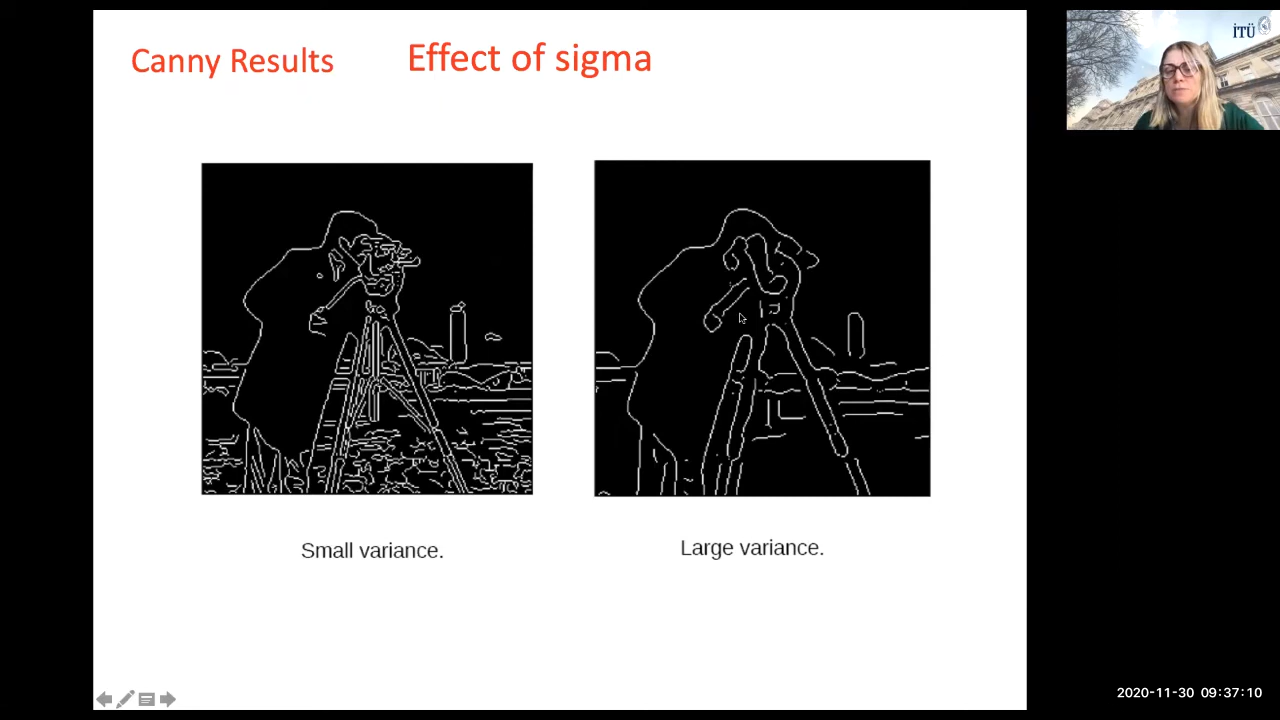 Canny Results Effect of sigma
İTÜ
Small variance.
Large variance.
2020-11-30 09:37:10